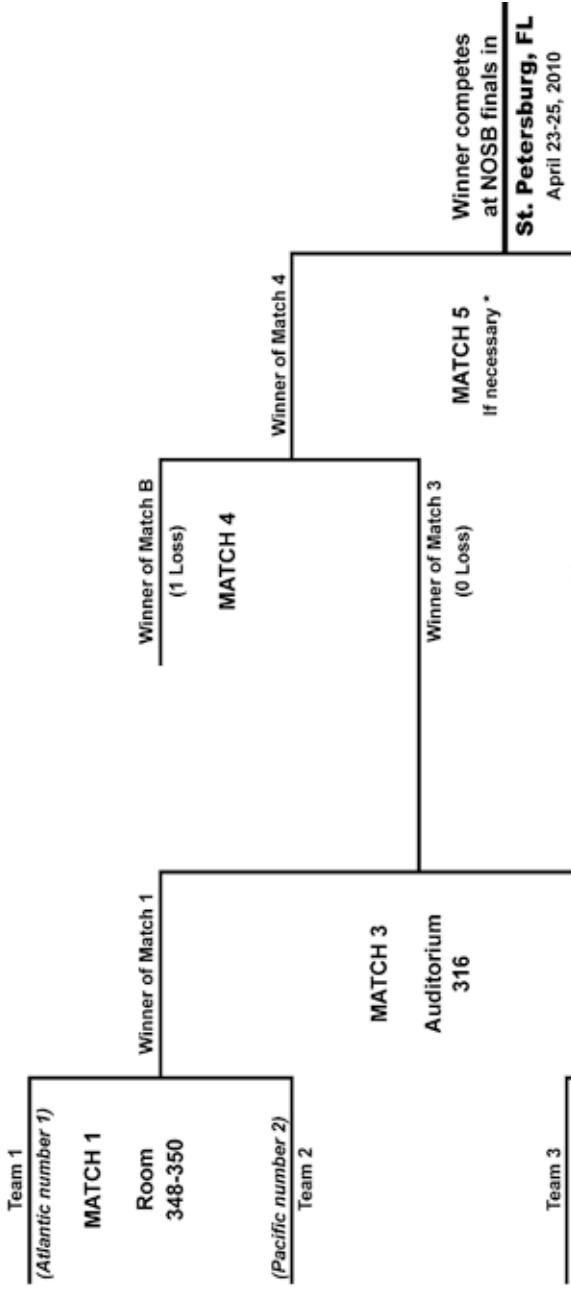 Team 1
(Atlantic number 1)
MATCH 1
Room
348-350
(Pacific number 2)
Team 2
Team 3
Winner of Match 1
MATCH 3
Auditorium
316
Winner of Match B
(1 Loss)
MATCH 4
Winner of Match 3
(0 Loss)
Winner of Match 4
MATCH 5
If necessary *
Winner competes
at NOSB finals in
St. Petersburg, FL
April 23-25, 2010